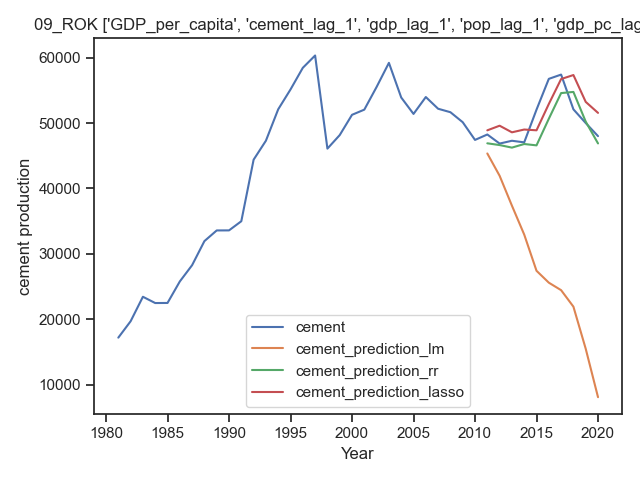 09_ROK ['GDP_per_capita', 'cement_lag_1', 'gdp_lag_1', 'pop_lag_1', 'gdp_pc_lag
60000
50000
40000
30000
20000
10000
cement production
cement
cement_prediction_lm
cement_prediction_rr
cement_prediction_lasso
1980 1985 1990 1995 2000 2005 2010 2015 2020
Year